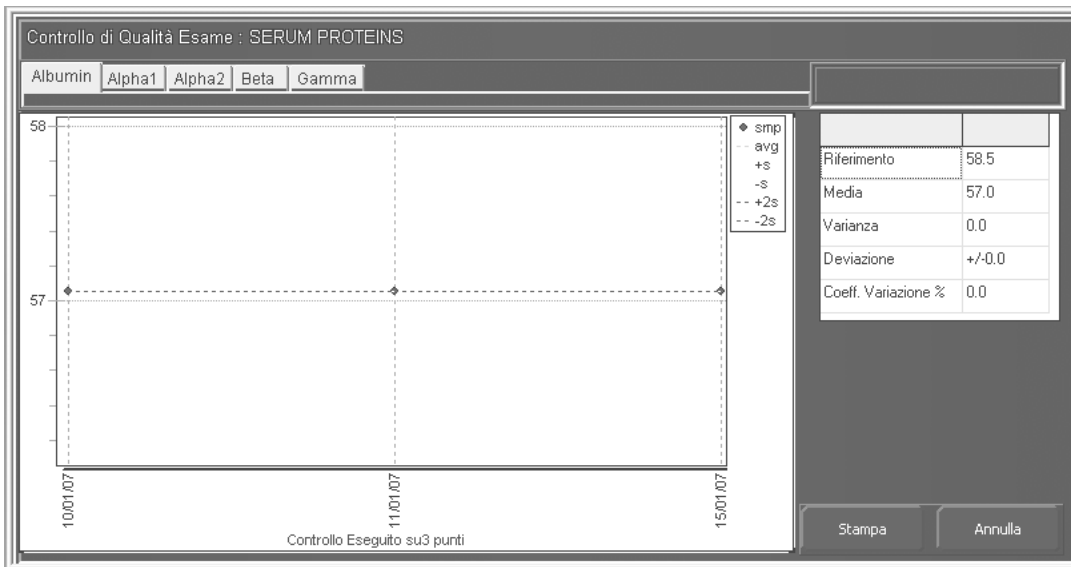 Controllo di Qualità Esame : SERUM PROTEINS
Albumin Alpha1 Alpha2 Beta Gamma
58
57
10/01/07
11/01/07
15/01/07
Controllo Eseguito su3 punti
smp
avg
+s
-s
+2s
-2s
Riferimento 58.5
Media 57.0
Varianza 0.0
Deviazione +/-0.0
Coeff. Variazione % 0.0
Stampa Annulla